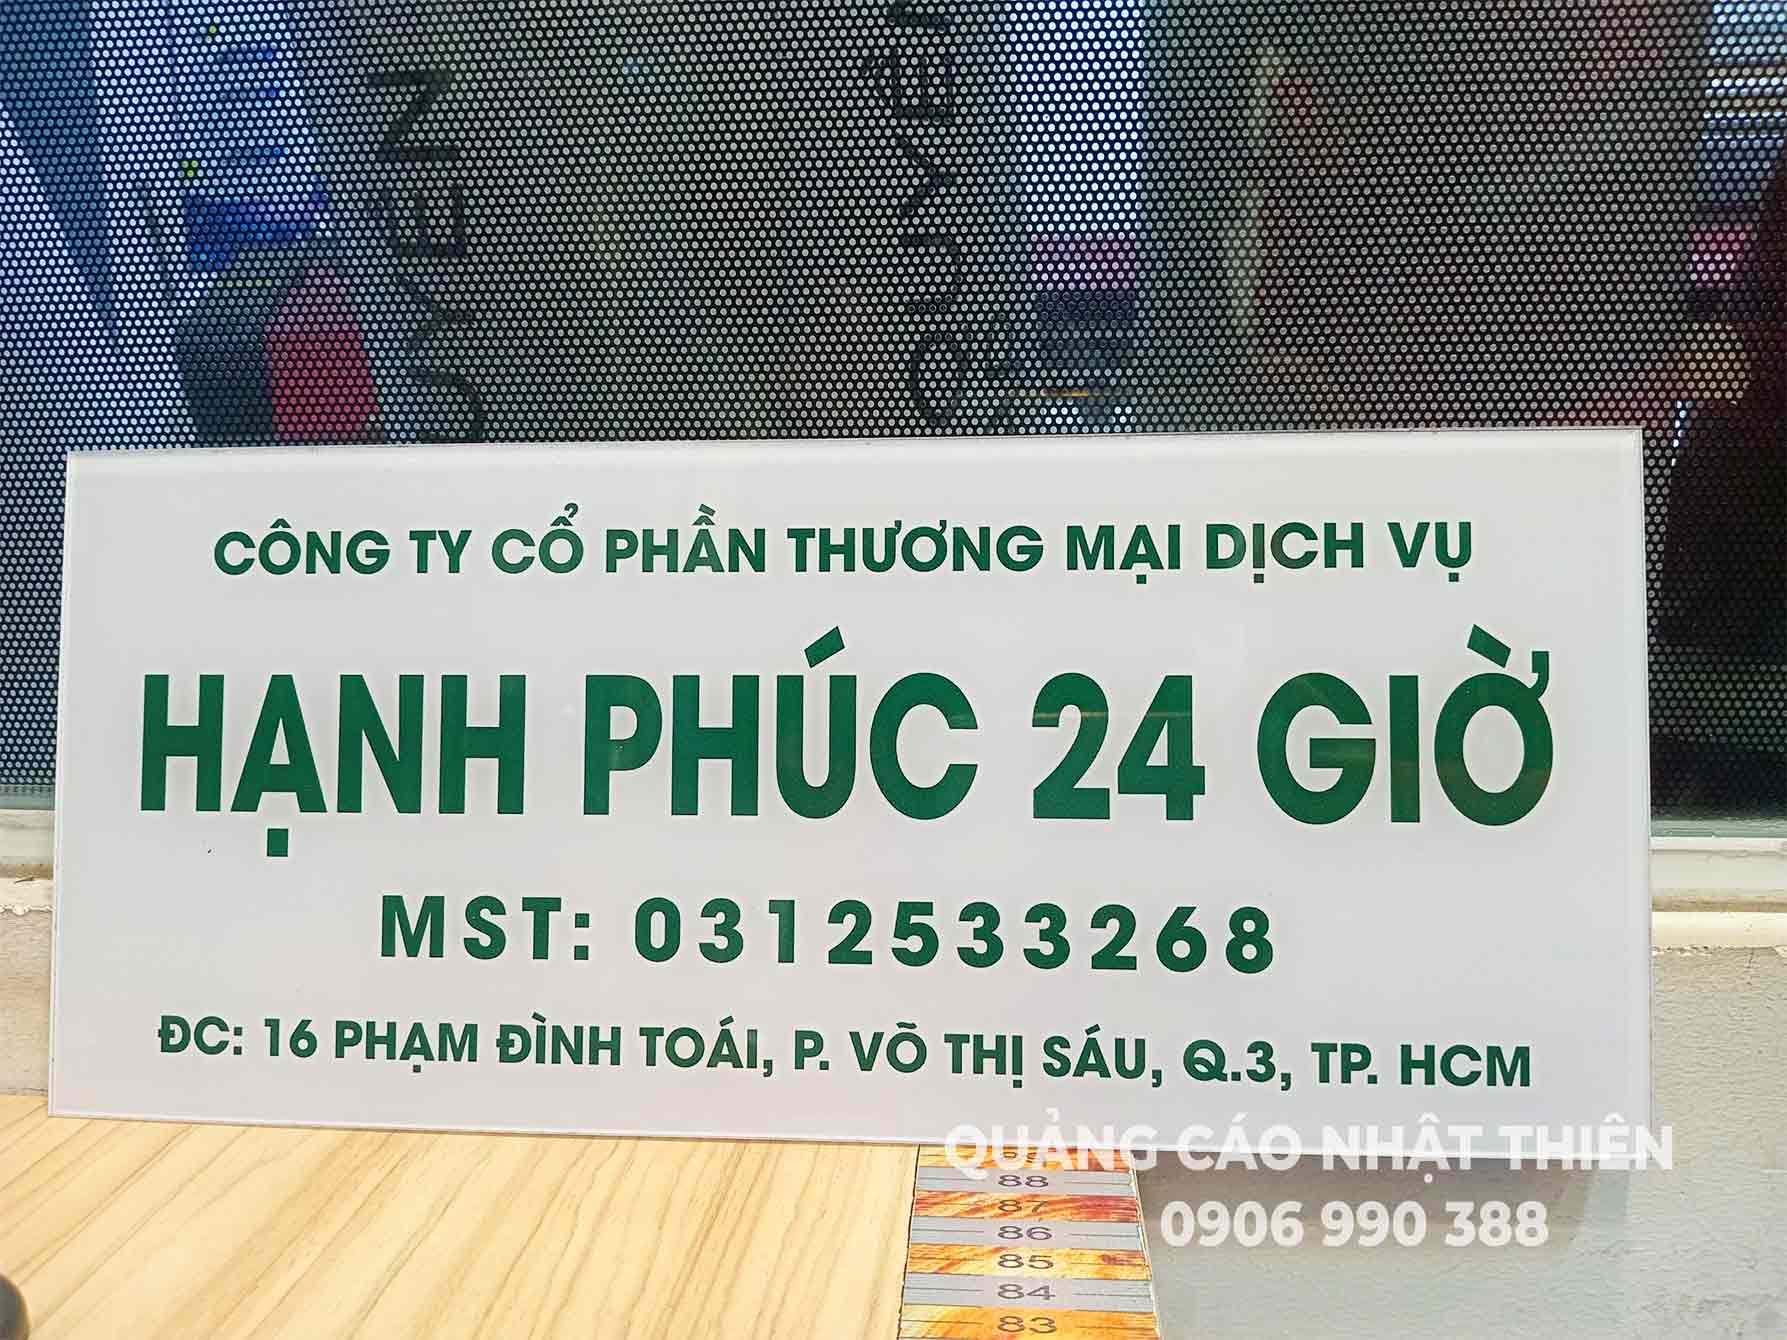 CÔNG TY CỔ PHẦN THƯƠNG MẠI DỊCH VỤ
HẠNH PHÚC 24 GIỜ
MST: 0312533268
ĐC: 16 PHẠM ĐÌNH TOÁI, P. VÕ THỊ SÁU, Q.3, TP. HCM
QUẢNG CÁO NHẬT THIÊN
0906 990 388
88
87
86
85
84
83